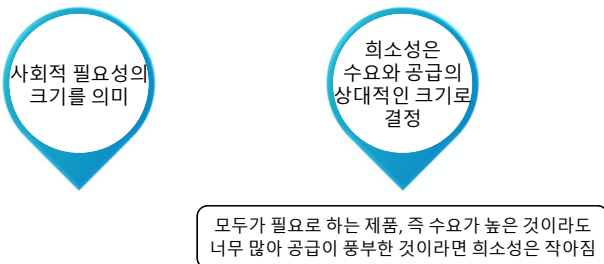 사회적 필요성의
크기를 의미
희소성은
수요와 공급의
상대적인 크기로
결정
모두가 필요로 하는 제품, 즉 수요가 높은 것이라도
너무 많아 공급이 풍부한 것이라면 희소성은 작아짐